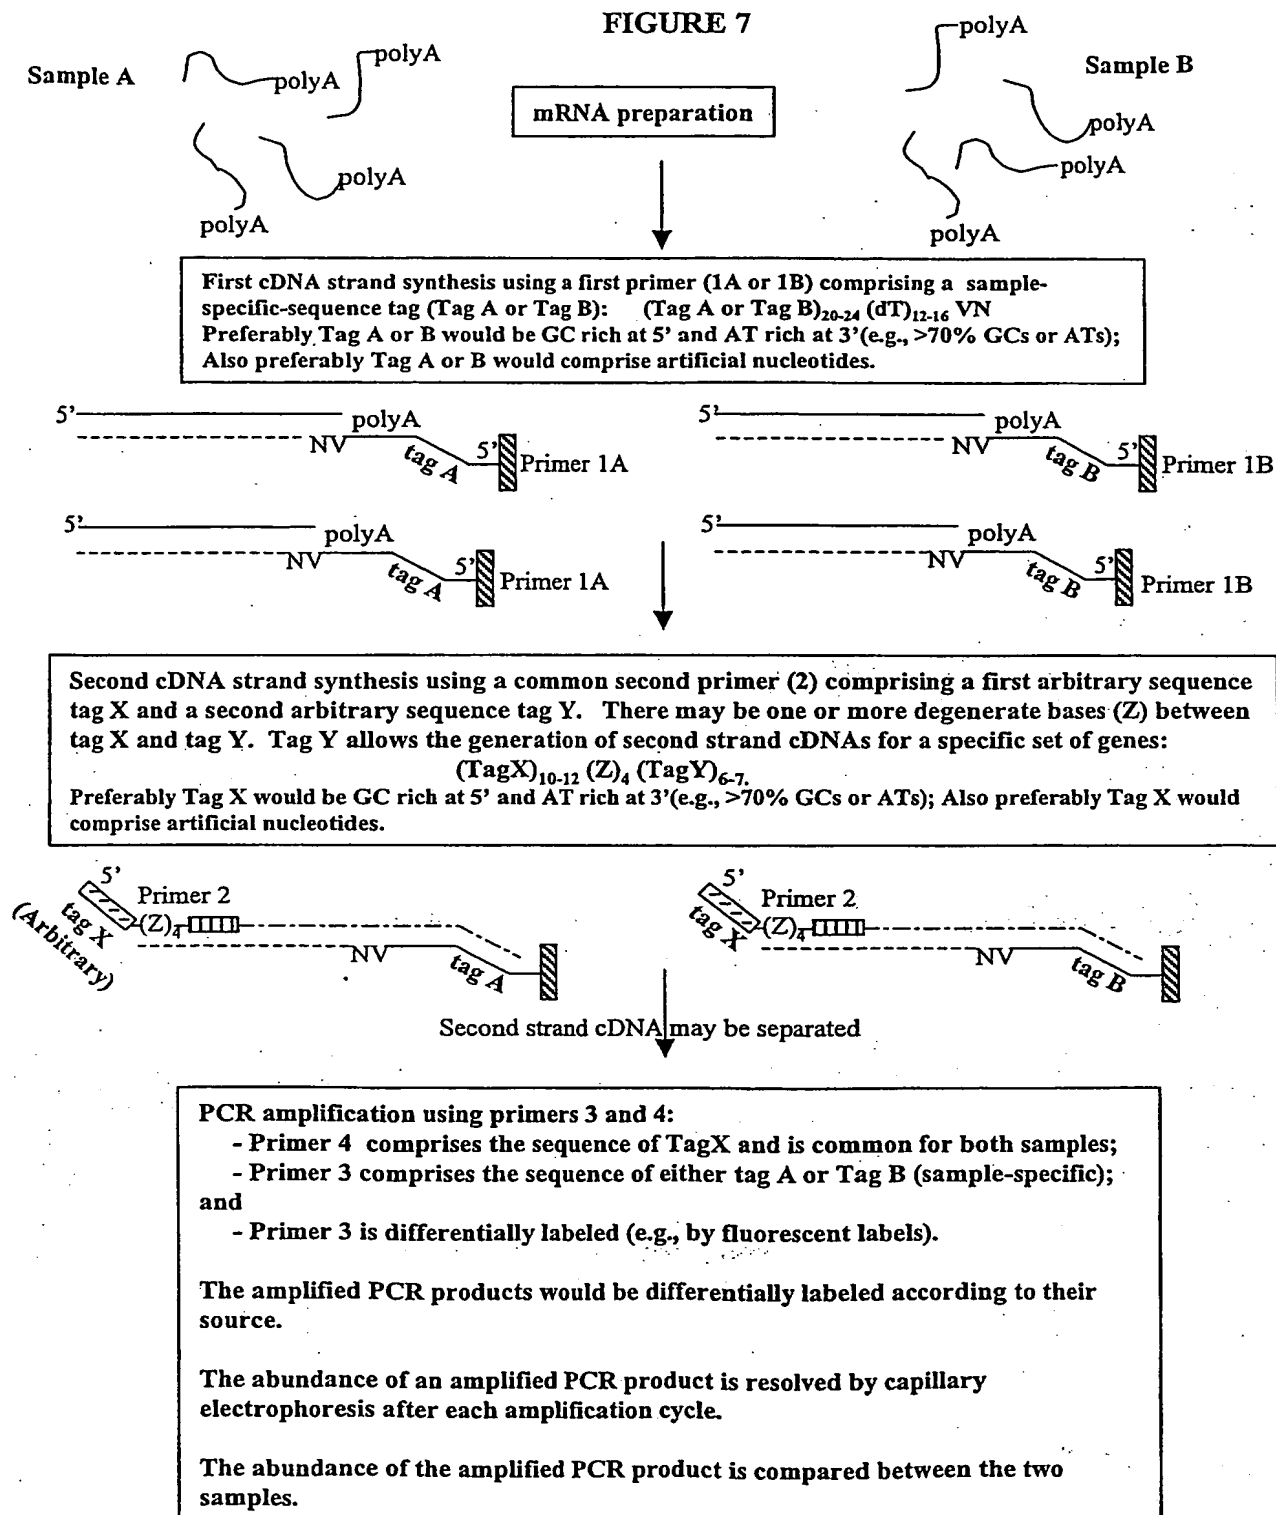 FIGURE 7
Sample A
polyA
polyA
polyA
polyA
mRNA preparation
Sample B
polyA
polyA
polyA
polyA
First cDNA strand synthesis using a first primer (1A or 1B) comprising a sample-
specific-sequence tag (Tag A or Tag B): (Tag A or Tag B)20-24 (dT)12-16 VN
Preferably Tag A or B would be GC rich at 5' and AT rich at 3'(e.g., >70% GCs or ATs);
Also preferably Tag A or B would comprise artificial nucleotides.
5' polyA
NV tag A 5' Primer 1A
5' polyA
NV tag B 5' Primer 1B
5' polyA
NV tag A 5' Primer 1A
5' polyA
NV tag B 5' Primer 1B
Second cDNA strand synthesis using a common second primer (2) comprising a first arbitrary sequence
tag X and a second arbitrary sequence tag Y. There may be one or more degenerate bases (Z) between
tag X and tag Y. Tag Y allows the generation of second strand cDNAs for a specific set of genes:
(TagX)10-12 (Z)4 (TagY)6-7.
Preferably Tag X would be GC rich at 5' and AT rich at 3'(e.g., >70% GCs or ATs); Also preferably Tag X would
comprise artificial nucleotides.
5'
Primer 2
tag X
(Arbitrary)
(Z)4
NV tag A
5'
Primer 2
tag X
(Z)4
NV tag B
Second strand cDNA may be separated
PCR amplification using primers 3 and 4:
- Primer 4 comprises the sequence of TagX and is common for both samples;
- Primer 3 comprises the sequence of either tag A or Tag B (sample-specific);
and
- Primer 3 is differentially labeled (e.g., by fluorescent labels).
The amplified PCR products would be differentially labeled according to their
source.
The abundance of an amplified PCR product is resolved by capillary
electrophoresis after each amplification cycle.
The abundance of the amplified PCR product is compared between the two
samples.